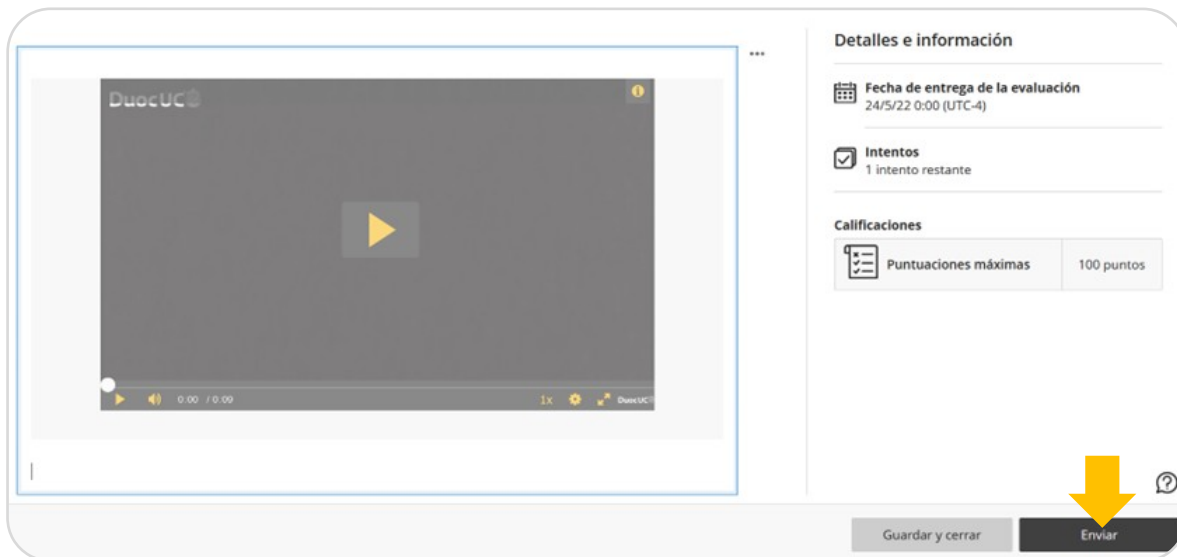 Detalles e información
DuocUC
Fecha de entrega de la evaluación
24/5/22 0:00 (UTC-4)
Intentos
1 intento restante
Calificaciones
Puntuaciones máximas
100 puntos
0:00 / 0:09
1x
DuocUC
Guardar y cerrar
Enviar